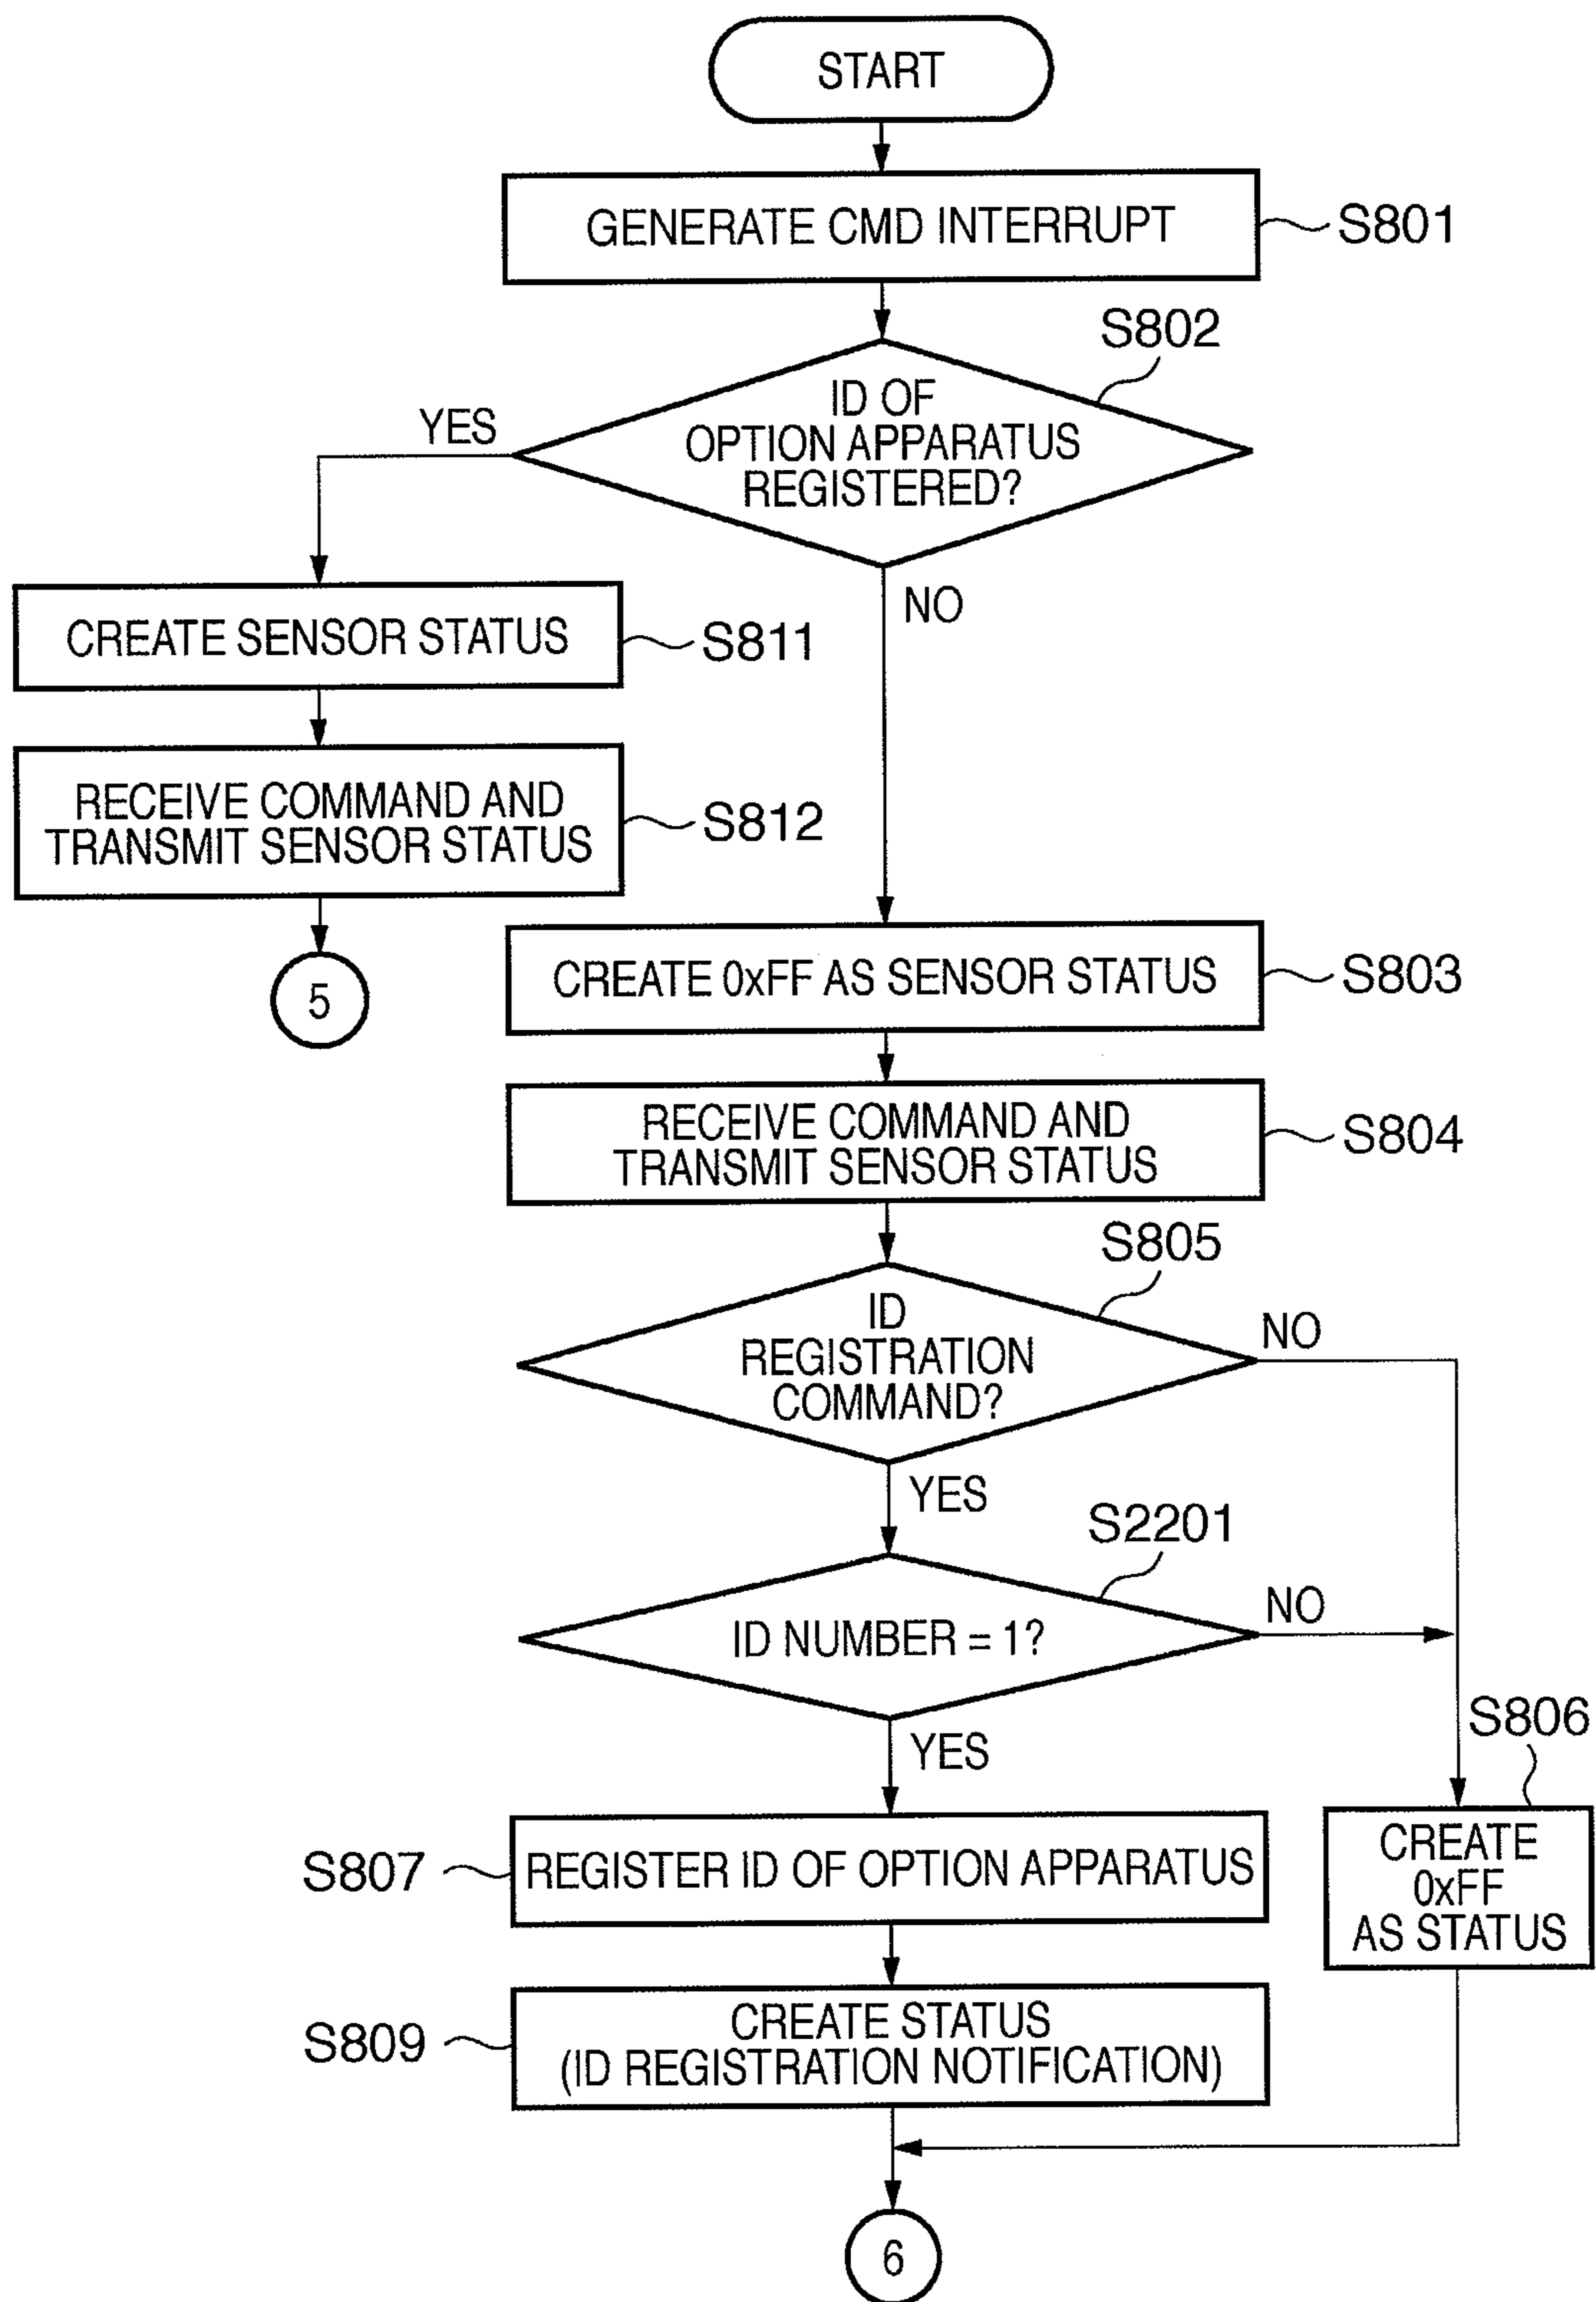 START
GENERATE CMD INTERRUPT
S801
S802
ID OF
OPTION APPARATUS
REGISTERED?
YES
NO
CREATE SENSOR STATUS
S811
RECEIVE COMMAND AND
TRANSMIT SENSOR STATUS
S812
5
CREATE 0xFF AS SENSOR STATUS
S803
RECEIVE COMMAND AND
TRANSMIT SENSOR STATUS
S804
S805
ID
REGISTRATION
COMMAND?
NO
YES
S2201
ID NUMBER = 1?
NO
YES
S806
CREATE
0xFF
AS STATUS
S807
REGISTER ID OF OPTION APPARATUS
S809
CREATE STATUS
(ID REGISTRATION NOTIFICATION)
6